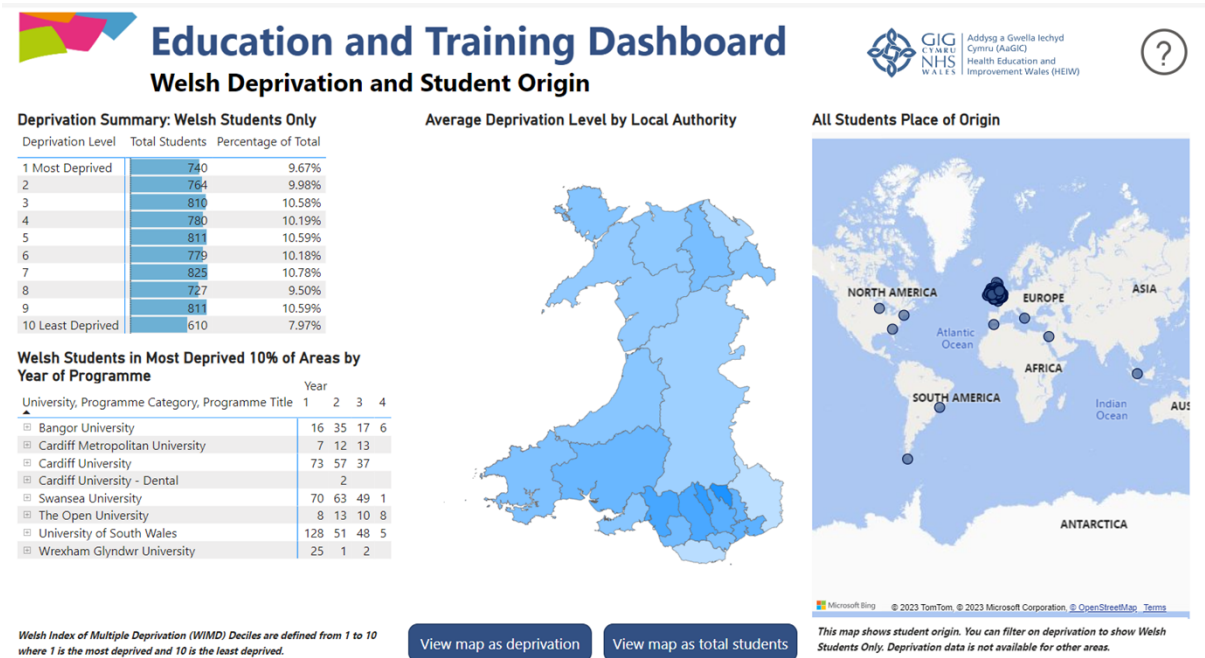 Education and Training Dashboard
Welsh Deprivation and Student Origin
GIG
CYMRU
NHS
WALES
Addysg a Gwella Iechyd
Cymru (AaGIC)
Health Education and
Improvement Wales (HEIW)
?
Deprivation Summary: Welsh Students Only
Deprivation Level Total Students Percentage of Total
1 Most Deprived 740 9.67%
2 764 9.98%
3 810 10.58%
4 780 10.19%
5 811 10.59%
6 779 10.18%
7 825 10.78%
8 727 9.50%
9 811 10.59%
10 Least Deprived 610 7.97%
Welsh Students in Most Deprived 10% of Areas by
Year of Programme
Year
University, Programme Category, Programme Title 1 2 3 4
Bangor University 16 35 17 6
Cardiff Metropolitan University 7 12 13
Cardiff University 73 57 37
Cardiff University - Dental 2
Swansea University 70 63 49 1
The Open University 8 13 10 8
University of South Wales 128 51 48 5
Wrexham Glyndwr University 25 1 2
Welsh Index of Multiple Deprivation (WIMD) Deciles are defined from 1 to 10
where 1 is the most deprived and 10 is the least deprived.
Average Deprivation Level by Local Authority
View map as deprivation
View map as total students
All Students Place of Origin
NORTH AMERICA
EUROPE
ASIA
Atlantic
Ocean
AFRICA
SOUTH AMERICA
Indian
Ocean
AUS
ANTARCTICA
Microsoft Bing
© 2023 TomTom, © 2023 Microsoft Corporation, © OpenStreetMap Terms
This map shows student origin. You can filter on deprivation to show Welsh
Students Only. Deprivation data is not available for other areas.